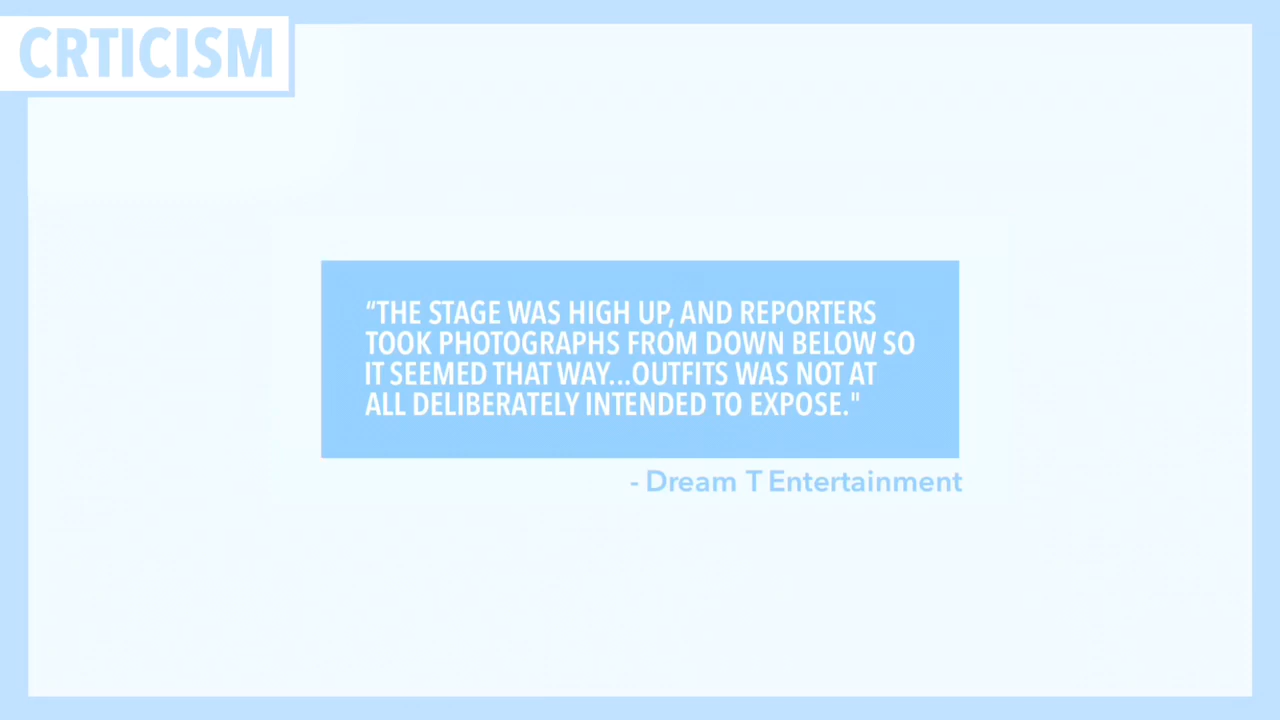 CRTICISM
“THE STAGE WAS HIGH UP, AND REPORTERS
TOOK PHOTOGRAPHS FROM DOWN BELOW SO
IT SEEMED THAT WAY...OUTFITS WAS NOT AT
ALL DELIBERATELY INTENDED TO EXPOSE."
- Dream T Entertainment